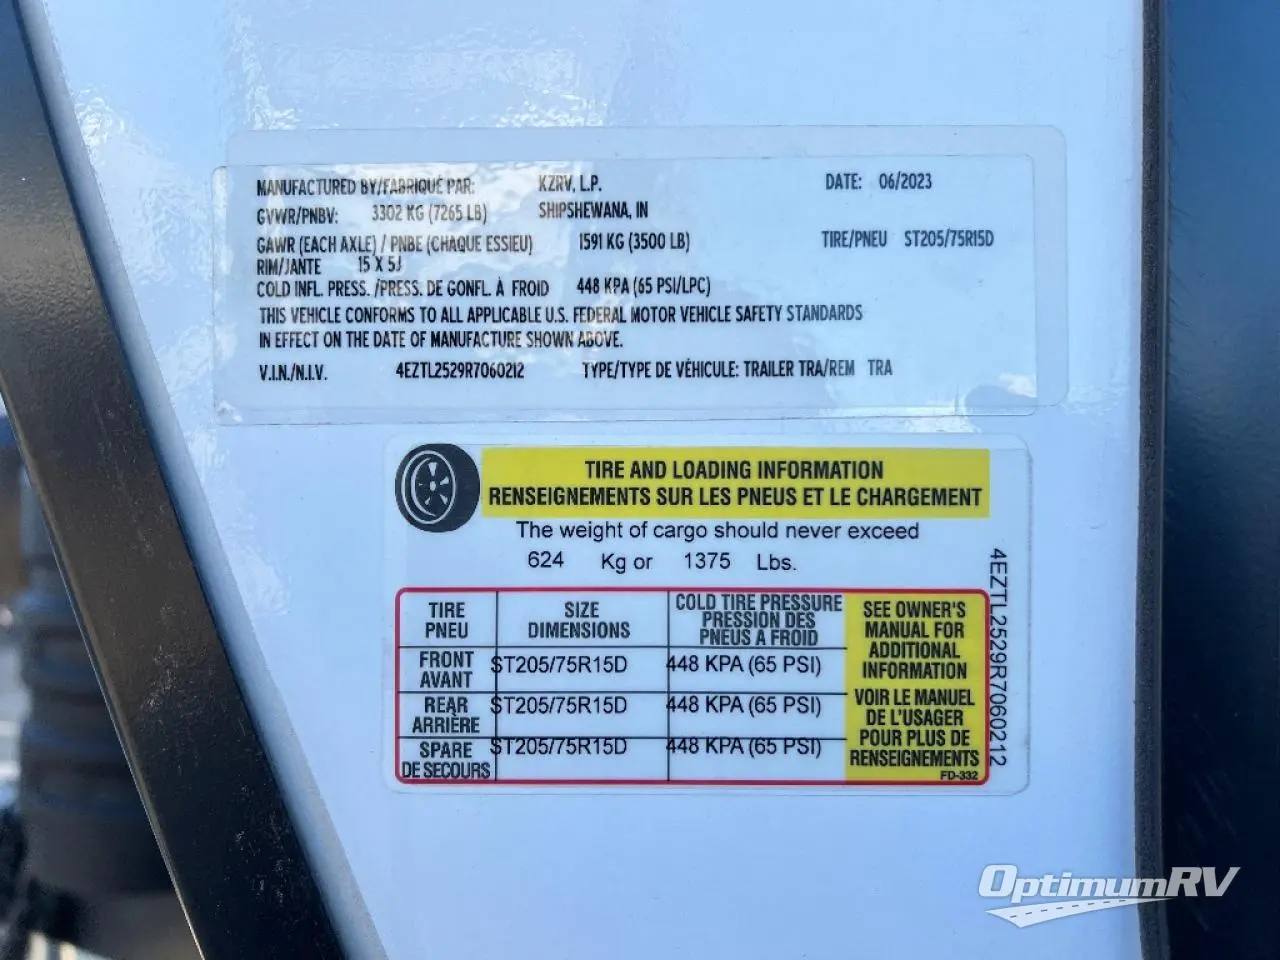 MANUFACTURED BY/FABRIQUÉ PAR: KZRV, L.P. DATE: 06/2023
GVWR/PNBV: 3302 KG (7265 LB) SHIPSHEWANA, IN
GAWR (EACH AXLE) / PNBE (CHAQUE ESSIEU) 1591 KG (3500 LB) TIRE/PNEU ST205/75R15D
RIM/JANTE 15 X 5J
COLD INFL. PRESS. /PRESS. DE GONFL. À FROID 448 KPA (65 PSI/LPC)
THIS VEHICLE CONFORMS TO ALL APPLICABLE U.S. FEDERAL MOTOR VEHICLE SAFETY STANDARDS
IN EFFECT ON THE DATE OF MANUFACTURE SHOWN ABOVE.
V.I.N./N.I.V. 4EZTL2529R7060212 TYPE/TYPE DE VÉHICULE: TRAILER TRA/REM TRA
TIRE AND LOADING INFORMATION
RENSEIGNEMENTS SUR LES PNEUS ET LE CHARGEMENT
The weight of cargo should never exceed
624 Kg or 1375 Lbs.
TIRE
PNEU
SIZE
DIMENSIONS
COLD TIRE PRESSURE
PRESSION DES
PNEUS A FROID
FRONT
AVANT
ST205/75R15D
448 KPA (65 PSI)
REAR
ARRIÈRE
ST205/75R15D
448 KPA (65 PSI)
SPARE
DE SECOURS
ST205/75R15D
448 KPA (65 PSI)
SEE OWNER'S
MANUAL FOR
ADDITIONAL
INFORMATION
VOIR LE MANUEL
DE L'USAGER
POUR PLUS DE
RENSEIGNEMENTS
FD-332
4EZTL2529R7060212
OptimumRV